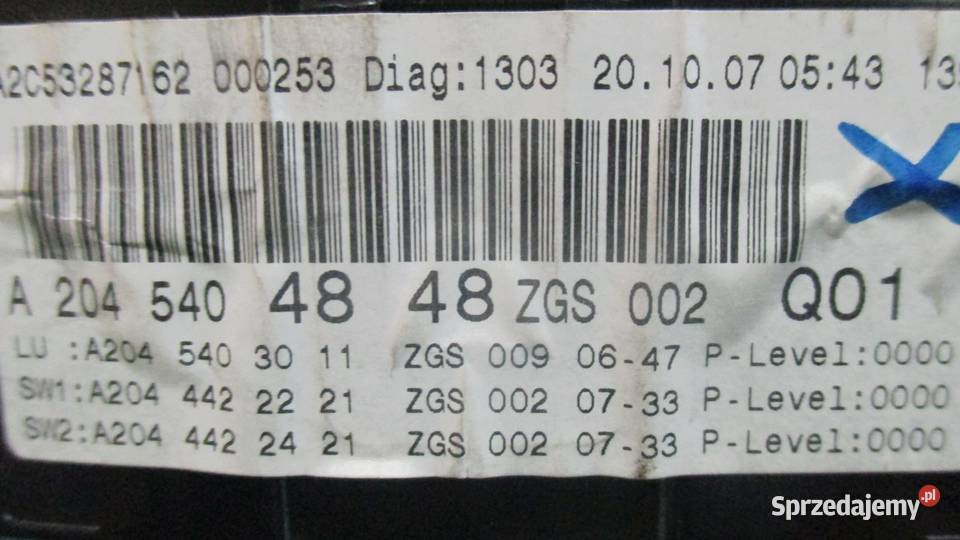 A2C53287162 000253 Diag:1303 20.10.07 05:43
A 204 540 48 48 ZGS 002 Q01
LU :A204 540 30 11 ZGS 009 06-47 P-Level:0000
SW1:A204 442 22 21 ZGS 002 07-33 P-Level:0000
SW2:A204 442 24 21 ZGS 002 07-33 P-Level:0000
Sprzedajemy.pl